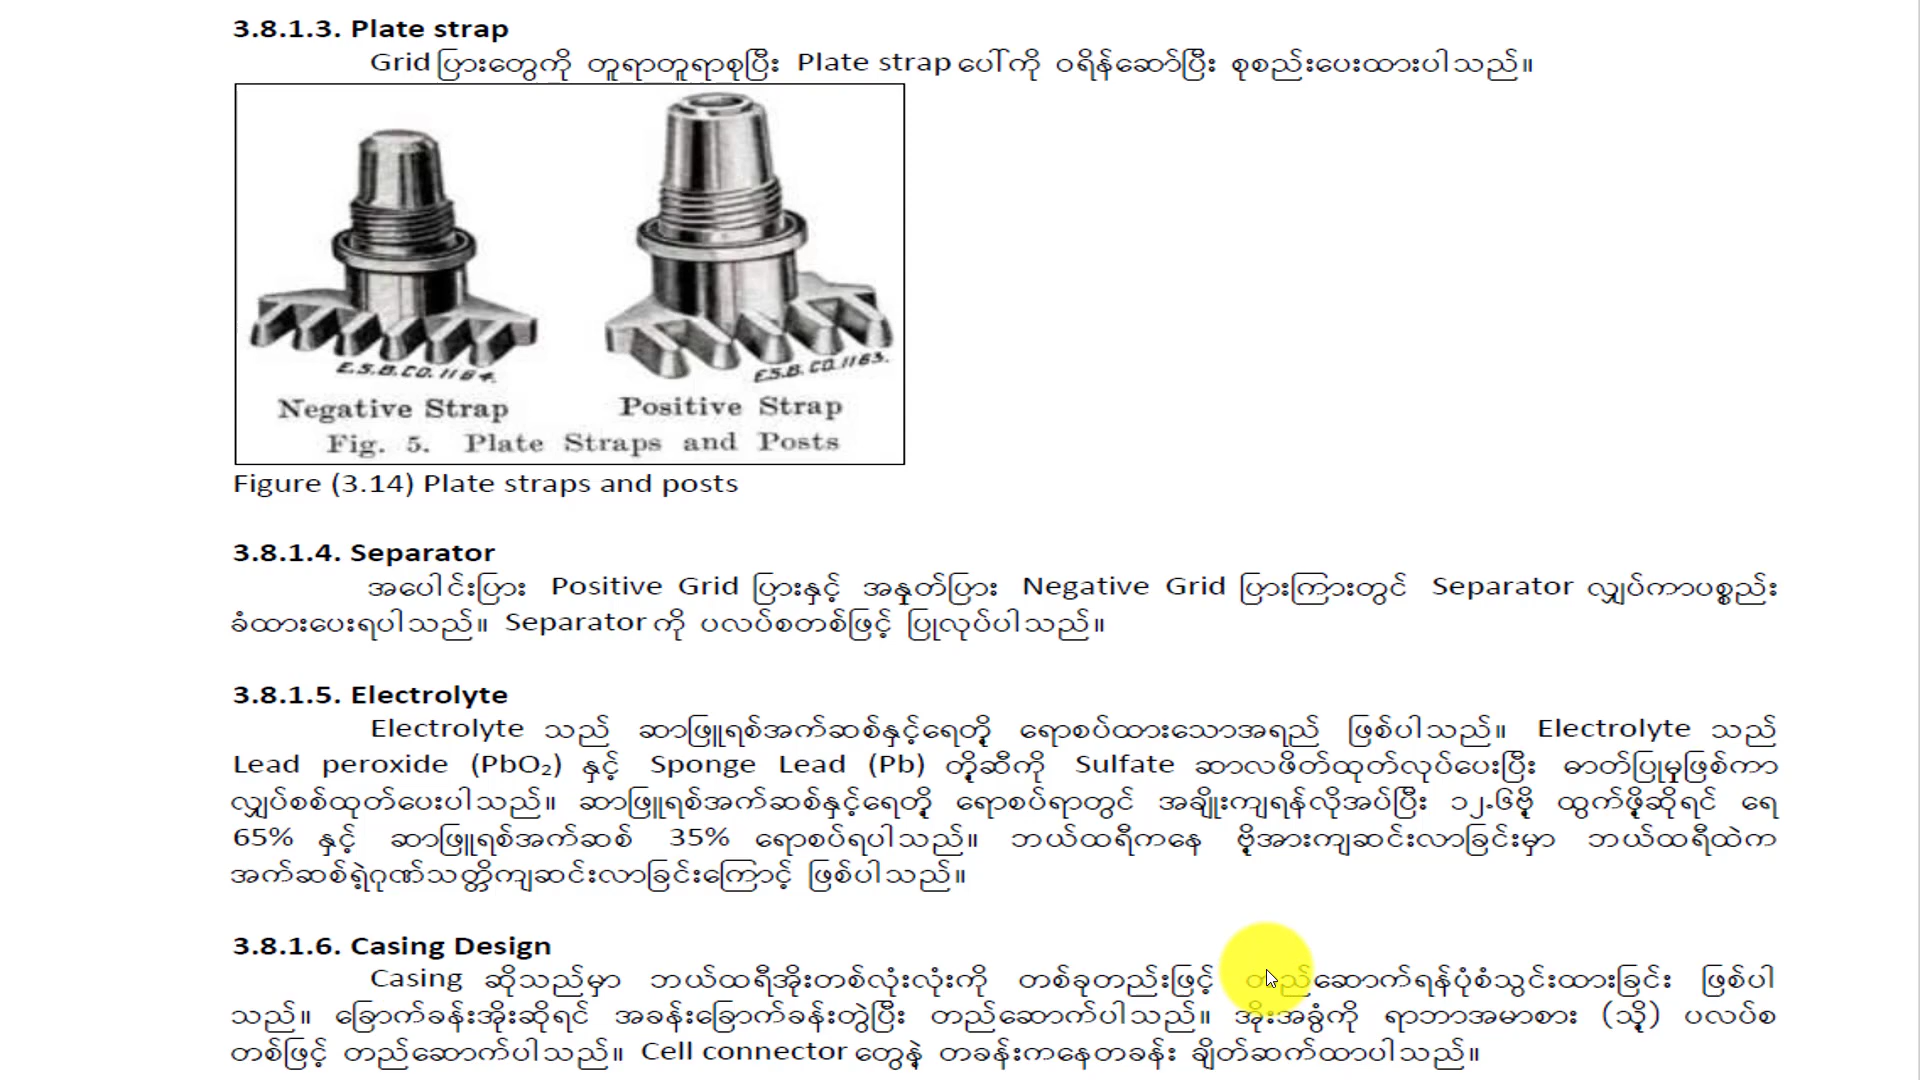 3.8.1.3. Plate strap
Grid ပြားတွေကို တူရာတူရာစုပြီး Plate strap ပေါ်ကို ဝရိန်ဆော်ပြီး စုစည်းပေးထားပါသည်။
E.S.B.CO.1164.
E.S.B. CO.1163.
Negative Strap
Positive Strap
Fig. 5. Plate Straps and Posts
Figure (3.14) Plate straps and posts
3.8.1.4. Separator
အပေါင်းပြား Positive Grid ပြားနှင့် အနှုတ်ပြား Negative Grid ပြားကြားတွင် Separator လျှပ်ကာပစ္စည်း
ခံထားပေးရပါသည်။ Separator ကို ပလပ်စတစ်ဖြင့် ပြုလုပ်ပါသည်။
3.8.1.5. Electrolyte
Electrolyte သည် ဆာဖြူရစ်အက်ဆစ်နှင့်ရေတို့ ရောစပ်ထားသောအရည် ဖြစ်ပါသည်။ Electrolyte သည်
Lead peroxide (PbO₂) နှင့် Sponge Lead (Pb) တို့ဆီကို Sulfate ဆာလဖိတ်ထုတ်လုပ်ပေးပြီး ဓာတ်ပြုမှုဖြစ်ကာ
လျှပ်စစ်ထုတ်ပေးပါသည်။ ဆာဖြူရစ်အက်ဆစ်နှင့်ရေတို့ ရောစပ်ရာတွင် အချိုးကျရန်လိုအပ်ပြီး ၁၂.၆ဗို့ ထွက်ဖို့ဆိုရင် ရေ
65% နှင့် ဆာဖြူရစ်အက်ဆစ် 35% ရောစပ်ရပါသည်။ ဘယ်ထရီကနေ ဗို့အားကျဆင်းလာခြင်းမှာ ဘယ်ထရီထဲက
အက်ဆစ်ရဲ့ဂုဏ်သတ္တိကျဆင်းလာခြင်းကြောင့် ဖြစ်ပါသည်။
3.8.1.6. Casing Design
Casing ဆိုသည်မှာ ဘယ်ထရီအိုးတစ်လုံးလုံးကို တစ်ခုတည်းဖြင့် တည်ဆောက်ရန်ပုံစံသွင်းထားခြင်း ဖြစ်ပါ
သည်။ ခြောက်ခန်းအိုးဆိုရင် အခန်းခြောက်ခန်းတွဲပြီး တည်ဆောက်ပါသည်။ အိုးအခွံကို ရာဘာအမာစား (သို့) ပလပ်စ
တစ်ဖြင့် တည်ဆောက်ပါသည်။ Cell connector တွေနဲ့ တခန်းကနေတခန်း ချိတ်ဆက်ထာပါသည်။